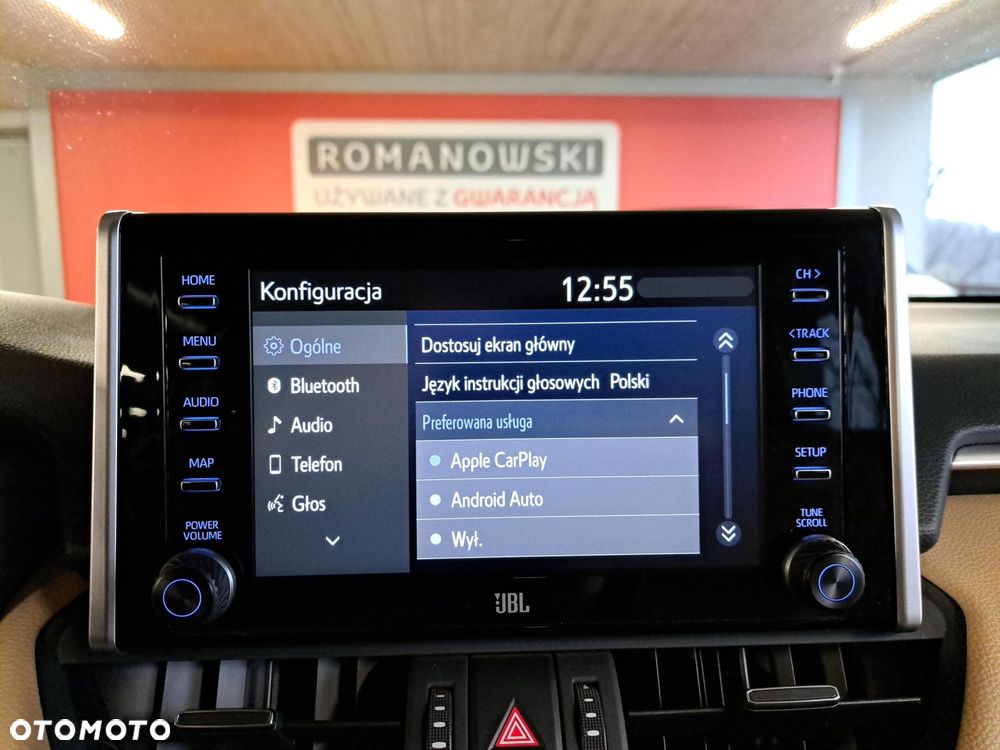 ROMANOWSKI
UŻYWANE Z GWARANCJĄ
HOME
MENU
AUDIO
MAP
POWER
VOLUME
Konfiguracja
12:55
Ogólne
Bluetooth
Audio
Telefon
Głos
Dostosuj ekran główny
Język instrukcji głosowych Polski
Preferowana usługa
Apple CarPlay
Android Auto
Wył.
CH >
< TRACK
PHONE
SETUP
TUNE
SCROLL
JBL
OTOMOTO